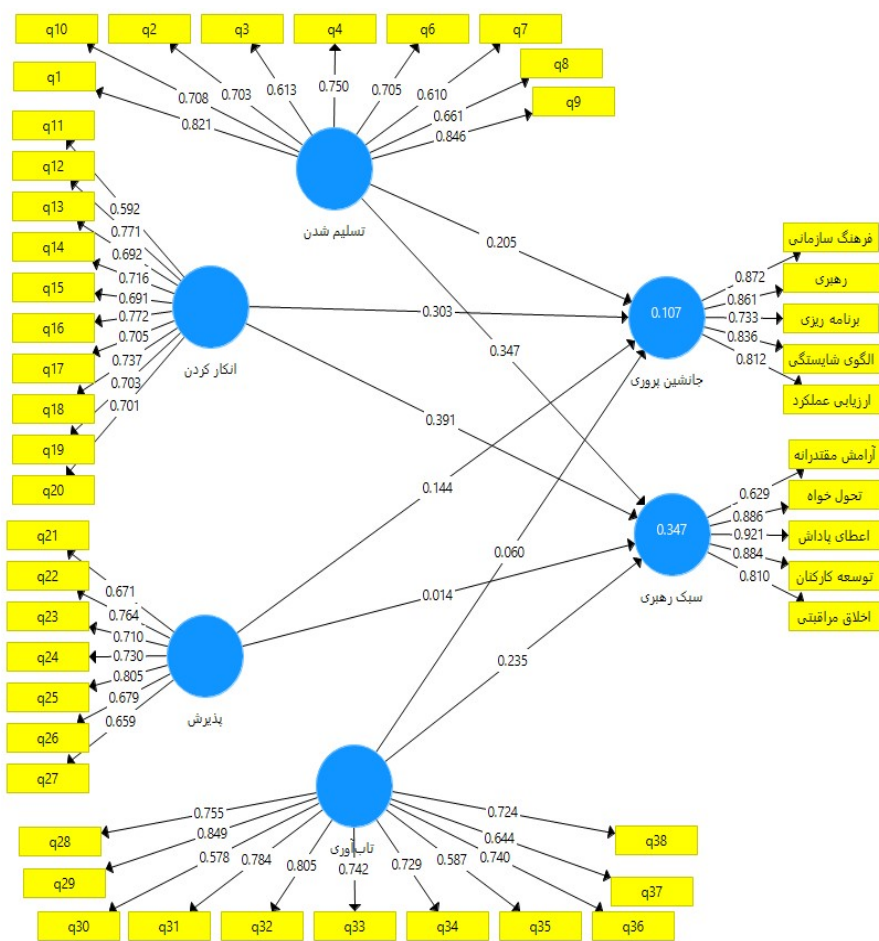 q10
q2
q3
q4
q6
q7
q1
q8
q9
0.708
0.703
0.613
0.750
0.705
0.610
0.661
0.821
0.846
تسلیم شدن
q11
q12
q13
q14
q15
q16
q17
q18
q19
q20
0.592
0.771
0.692
0.716
0.691
0.772
0.705
0.737
0.703
0.701
انکار کردن
0.205
0.303
0.347
0.391
0.144
0.060
0.014
0.235
0.107
جانشین پروری
0.872
0.861
0.733
0.836
0.812
فرهنگ سازمانی
رهبری
برنامه ریزی
الگوی شایستگی
ارزیابی عملکرد
0.347
سبک رهبری
0.629
0.886
0.921
0.884
0.810
آرامش مقتدرانه
تحول خواه
اعطای پاداش
توسعه کارکنان
اخلاق مراقبتی
q21
q22
q23
q24
q25
q26
q27
0.671
0.764
0.710
0.730
0.805
0.679
0.659
پذیرش
تاب‌آوری
0.755
0.849
0.578
0.784
0.805
0.742
0.729
0.587
0.740
0.644
0.724
q28
q29
q30
q31
q32
q33
q34
q35
q36
q37
q38